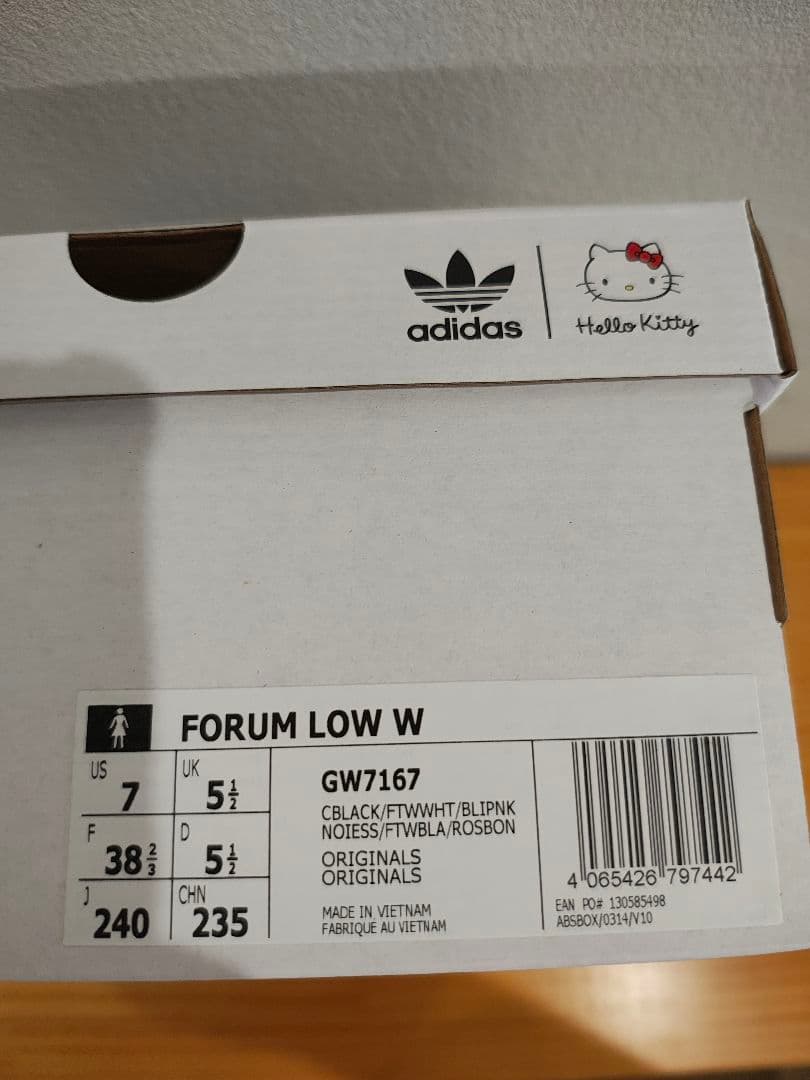 adidas
Hello Kitty
FORUM LOW W
US 7
UK 5½
F 38⅔
D 5½
J 240
CHN 235
GW7167
CBLACK/FTWWHT/BLIPNK
NOIESS/FTWBLA/ROSBON
ORIGINALS
ORIGINALS
MADE IN VIETNAM
FABRIQUÉ AU VIETNAM
4 065426 797442
EAN PO# 130585498
ABSBOX/0314/V10